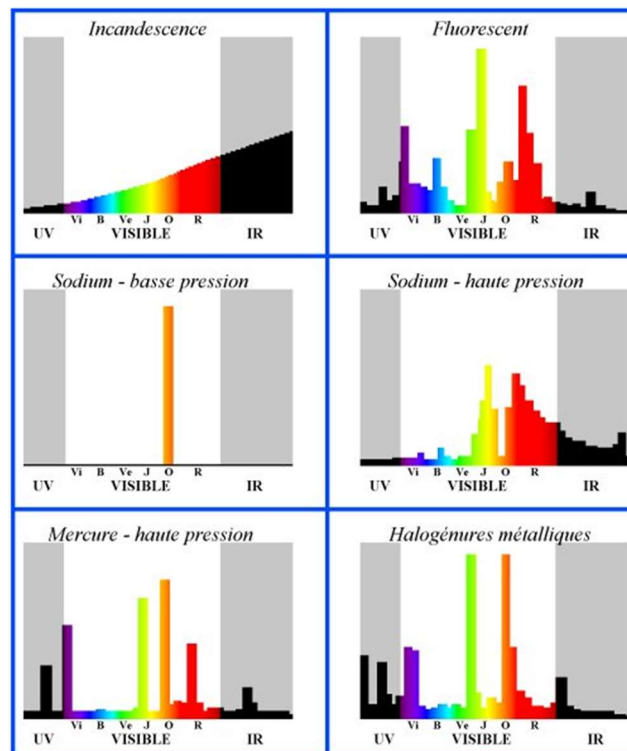 Incandescence
Vi B Ve J O R
UV VISIBLE IR
Fluorescent
Vi B Ve J O R
UV VISIBLE IR
Sodium - basse pression
Vi B Ve J O R
UV VISIBLE IR
Sodium - haute pression
Vi B Ve J O R
UV VISIBLE IR
Mercure - haute pression
Vi B Ve J O R
UV VISIBLE IR
Halogénures métalliques
Vi B Ve J O R
UV VISIBLE IR